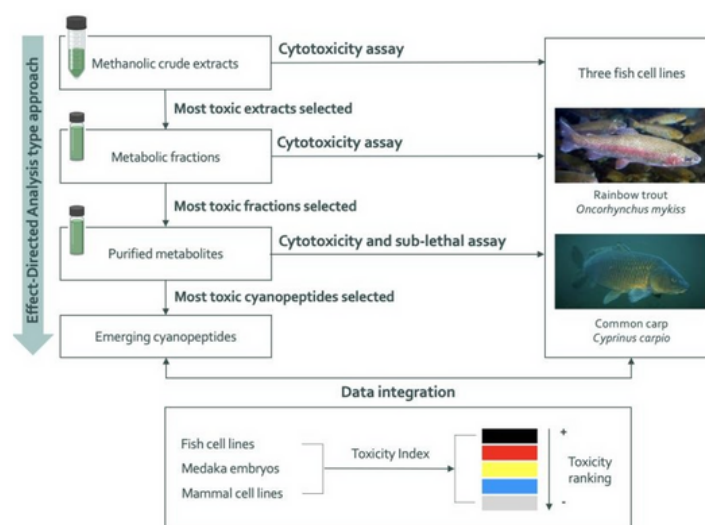 Effect-Directed Analysis type approach
Methanolic crude extracts
Cytotoxicity assay
Three fish cell lines
Most toxic extracts selected
Metabolic fractions
Cytotoxicity assay
Rainbow trout
Oncorhynchus mykiss
Most toxic fractions selected
Purified metabolites
Cytotoxicity and sub-lethal assay
Most toxic cyanopeptides selected
Common carp
Cyprinus carpio
Emerging cyanopeptides
Data integration
Fish cell lines
Medaka embryos
Mammal cell lines
Toxicity Index
+
Toxicity
ranking
-